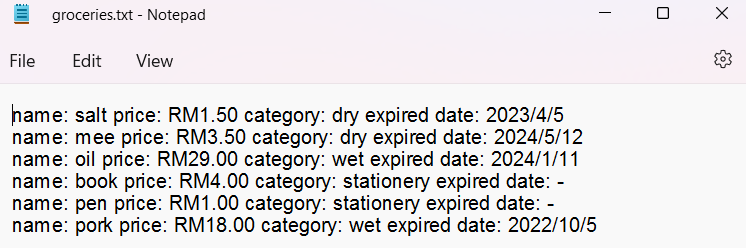 groceries.txt - Notepad
File Edit View
name: salt price: RM1.50 category: dry expired date: 2023/4/5
name: mee price: RM3.50 category: dry expired date: 2024/5/12
name: oil price: RM29.00 category: wet expired date: 2024/1/11
name: book price: RM4.00 category: stationery expired date: -
name: pen price: RM1.00 category: stationery expired date: -
name: pork price: RM18.00 category: wet expired date: 2022/10/5